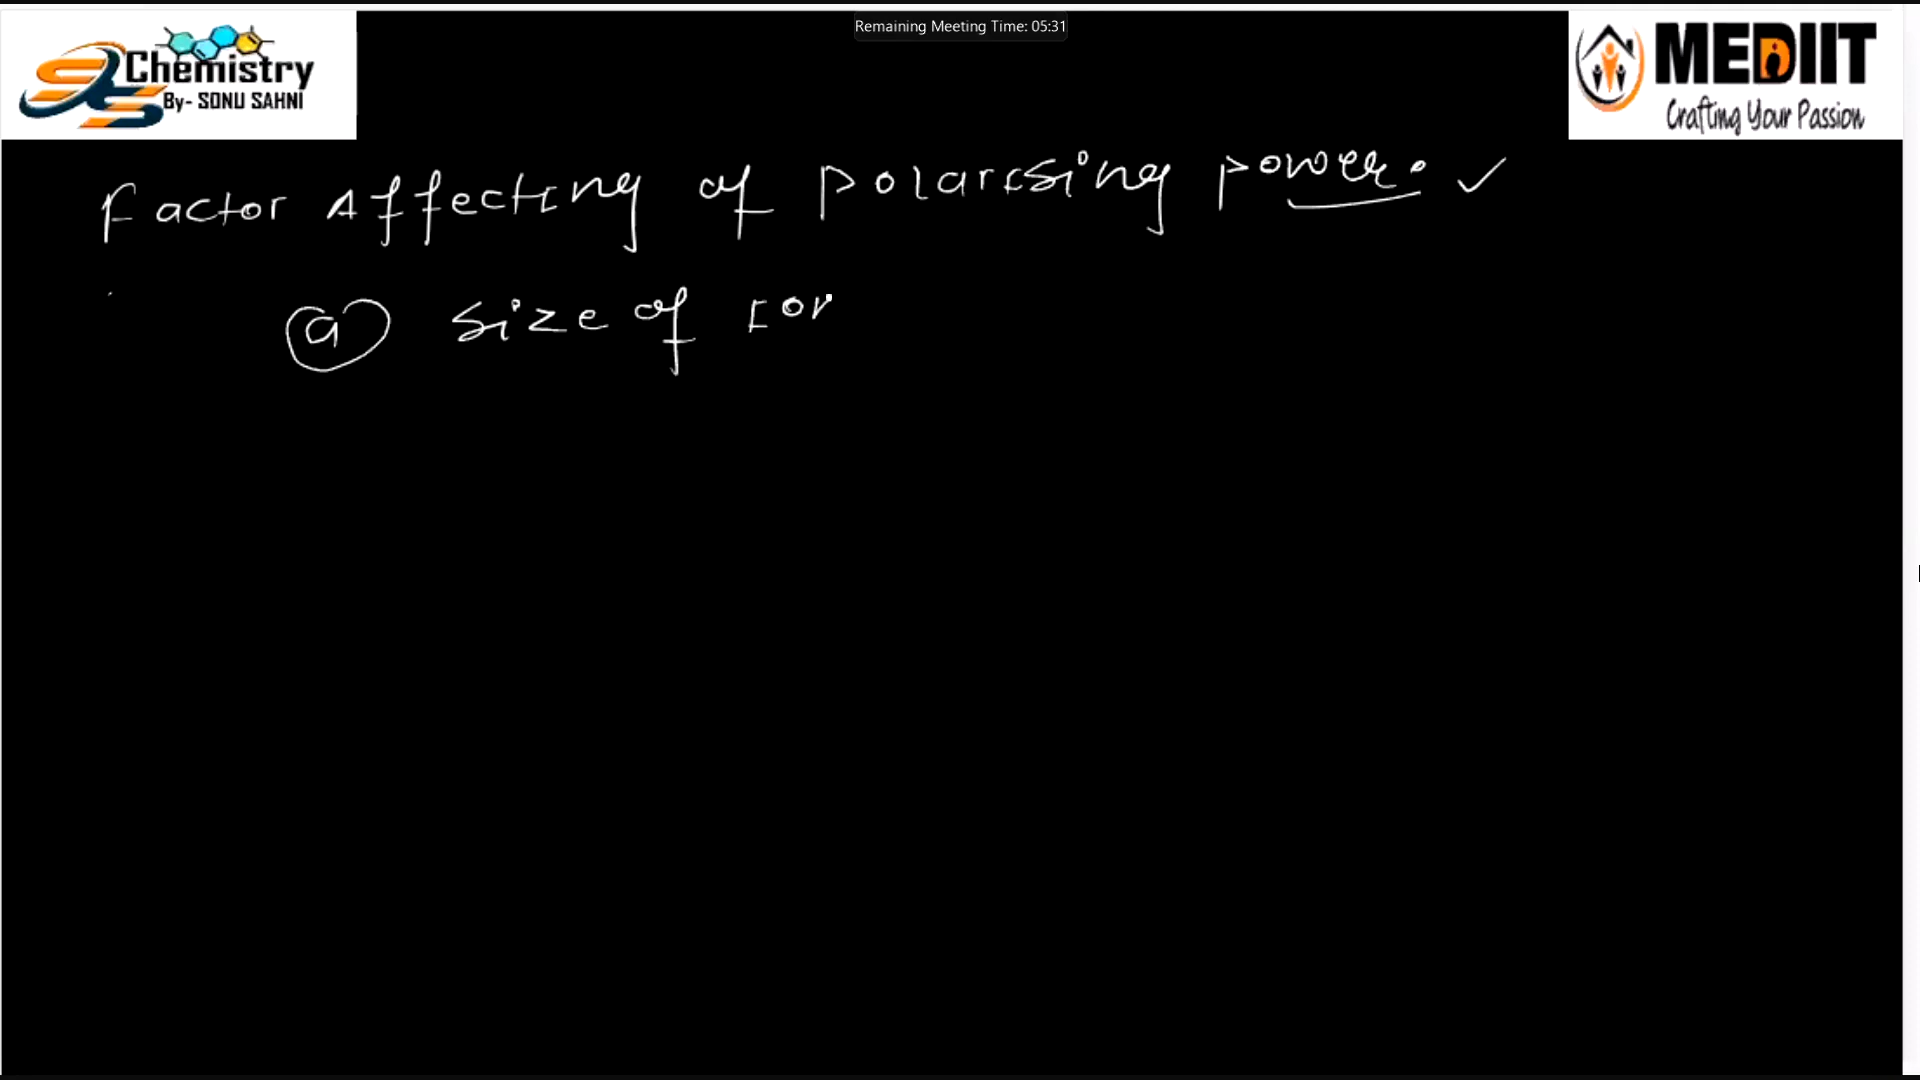 Remaining Meeting Time: 05:31
Chemistry
By- SONU SAHNI
MEDIIT
Crafting Your Passion
Factor Affecting of polarising power. ✓
(a) size of Ion